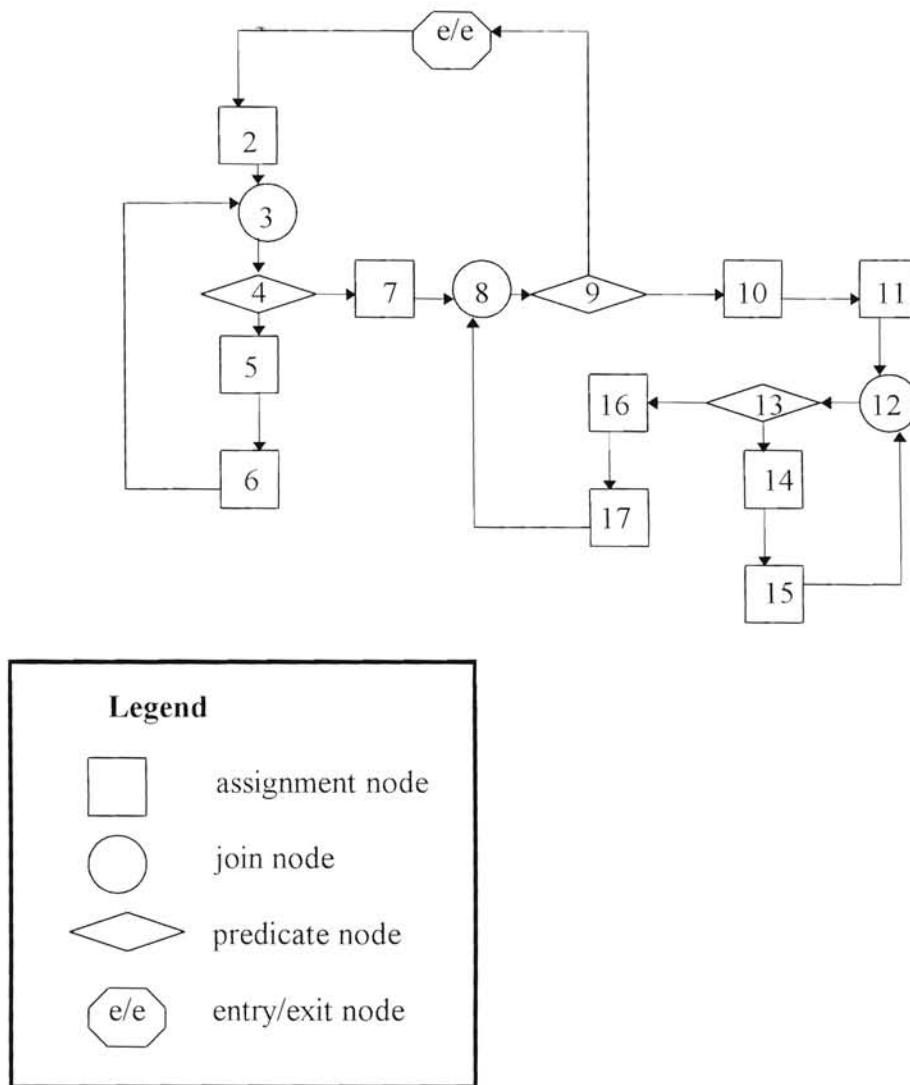 e/e
2
3
4 7 8 9 10 11
5
16 13 12
6 14
17
15
Legend
assignment node
join node
predicate node
e/e entry/exit node